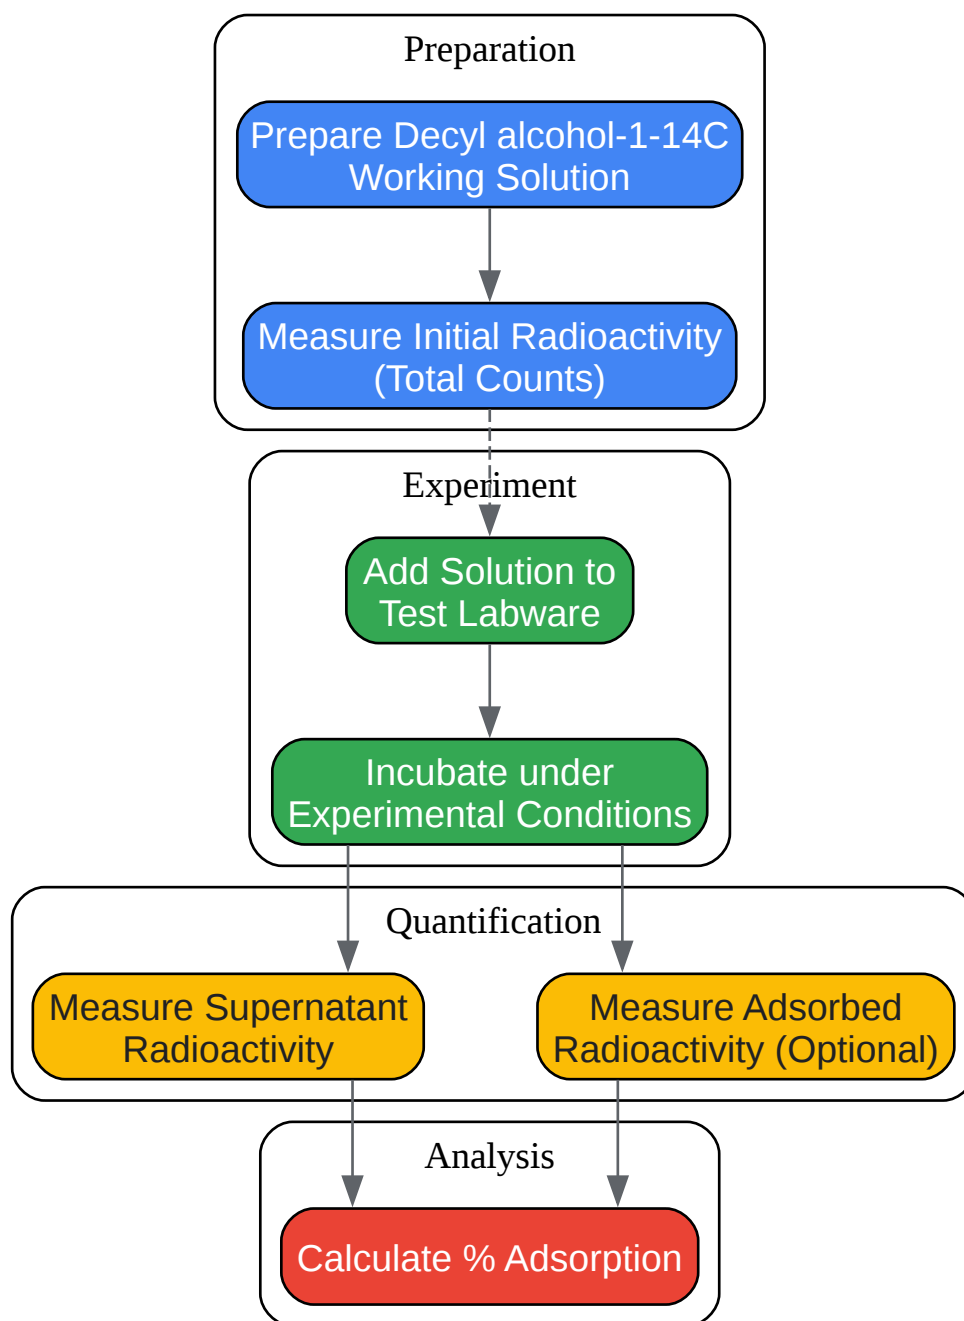 Preparation
Prepare Decyl alcohol-1-14C
Working Solution
Measure Initial Radioactivity
(Total Counts)
Experiment
Add Solution to
Test Labware
Incubate under
Experimental Conditions
Quantification
Measure Supernatant
Radioactivity
Measure Adsorbed
Radioactivity (Optional)
Analysis
Calculate % Adsorption